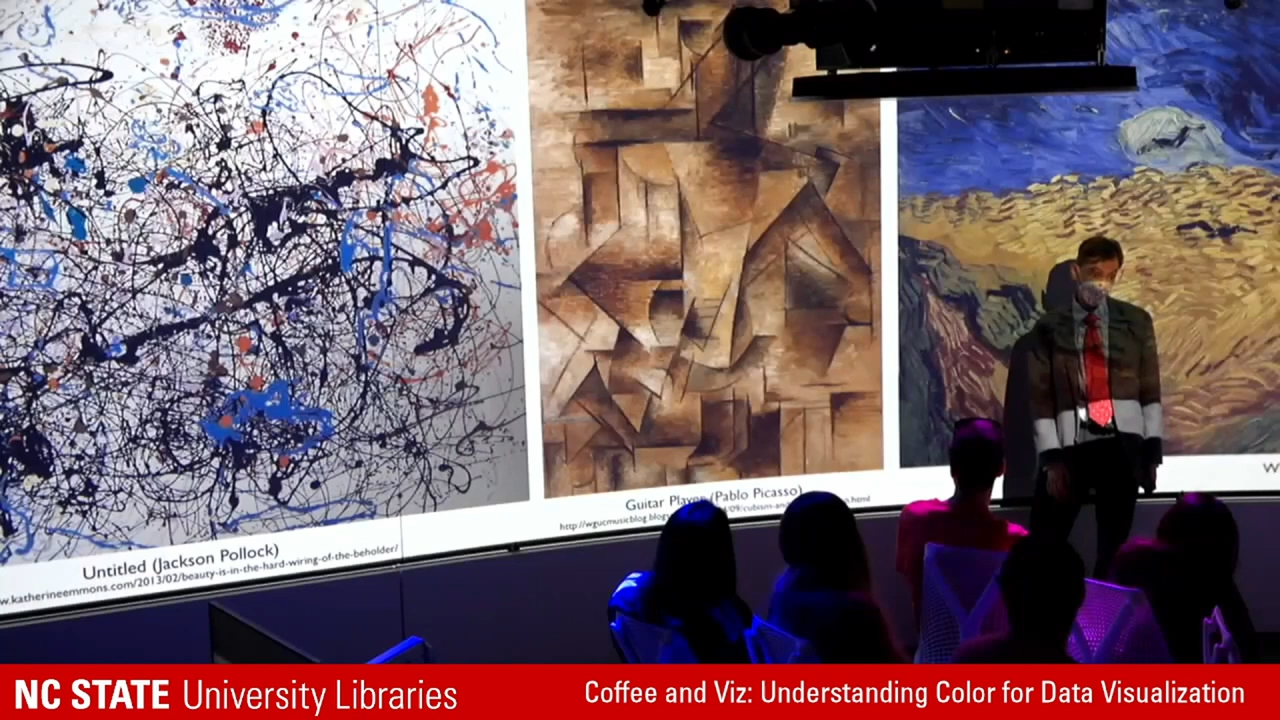 Untitled (Jackson Pollock)
w.katherineemmons.com/2013/02/beauty-is-in-the-hard-wiring-of-the-beholder/
Guitar Player (Pablo Picasso)
W
NC STATE University Libraries
Coffee and Viz: Understanding Color for Data Visualization